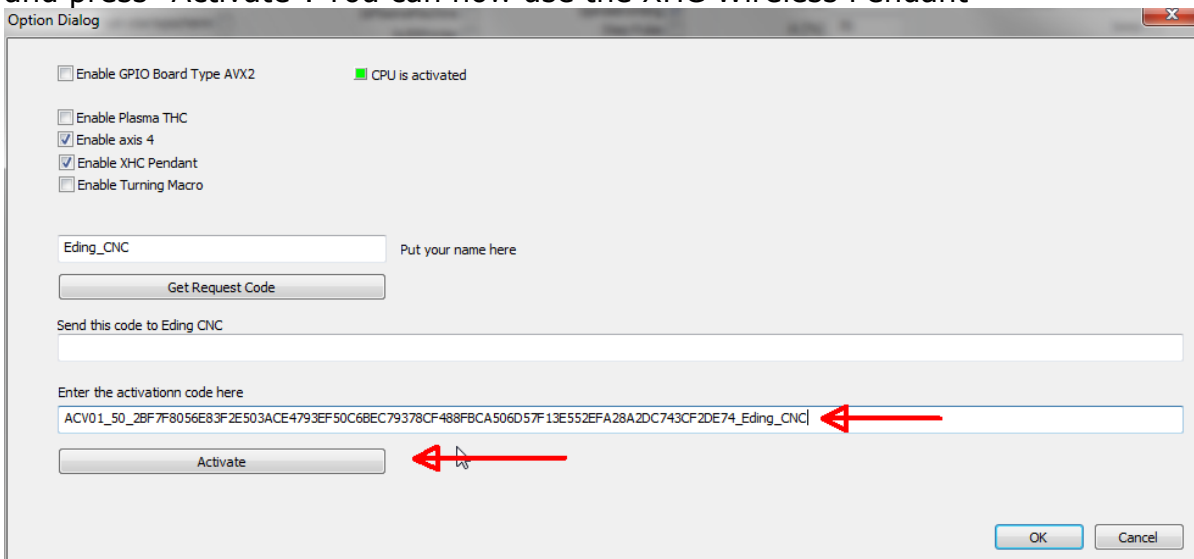 and press "Activate". You can now use the XHC Wireless Pendant
Option Dialog
Enable GPIO Board Type AVX2
CPU is activated
Enable Plasma THC
Enable axis 4
Enable XHC Pendant
Enable Turning Macro
Eding_CNC
Put your name here
Get Request Code
Send this code to Eding CNC
Enter the activationn code here
ACV01_50_2BF7F8056E83F2E503ACE4793EF50C6BEC79378CF488FBCA506D57F13E552EFA28A2DC743CF2DE74_Eding_CNC
Activate
OK
Cancel